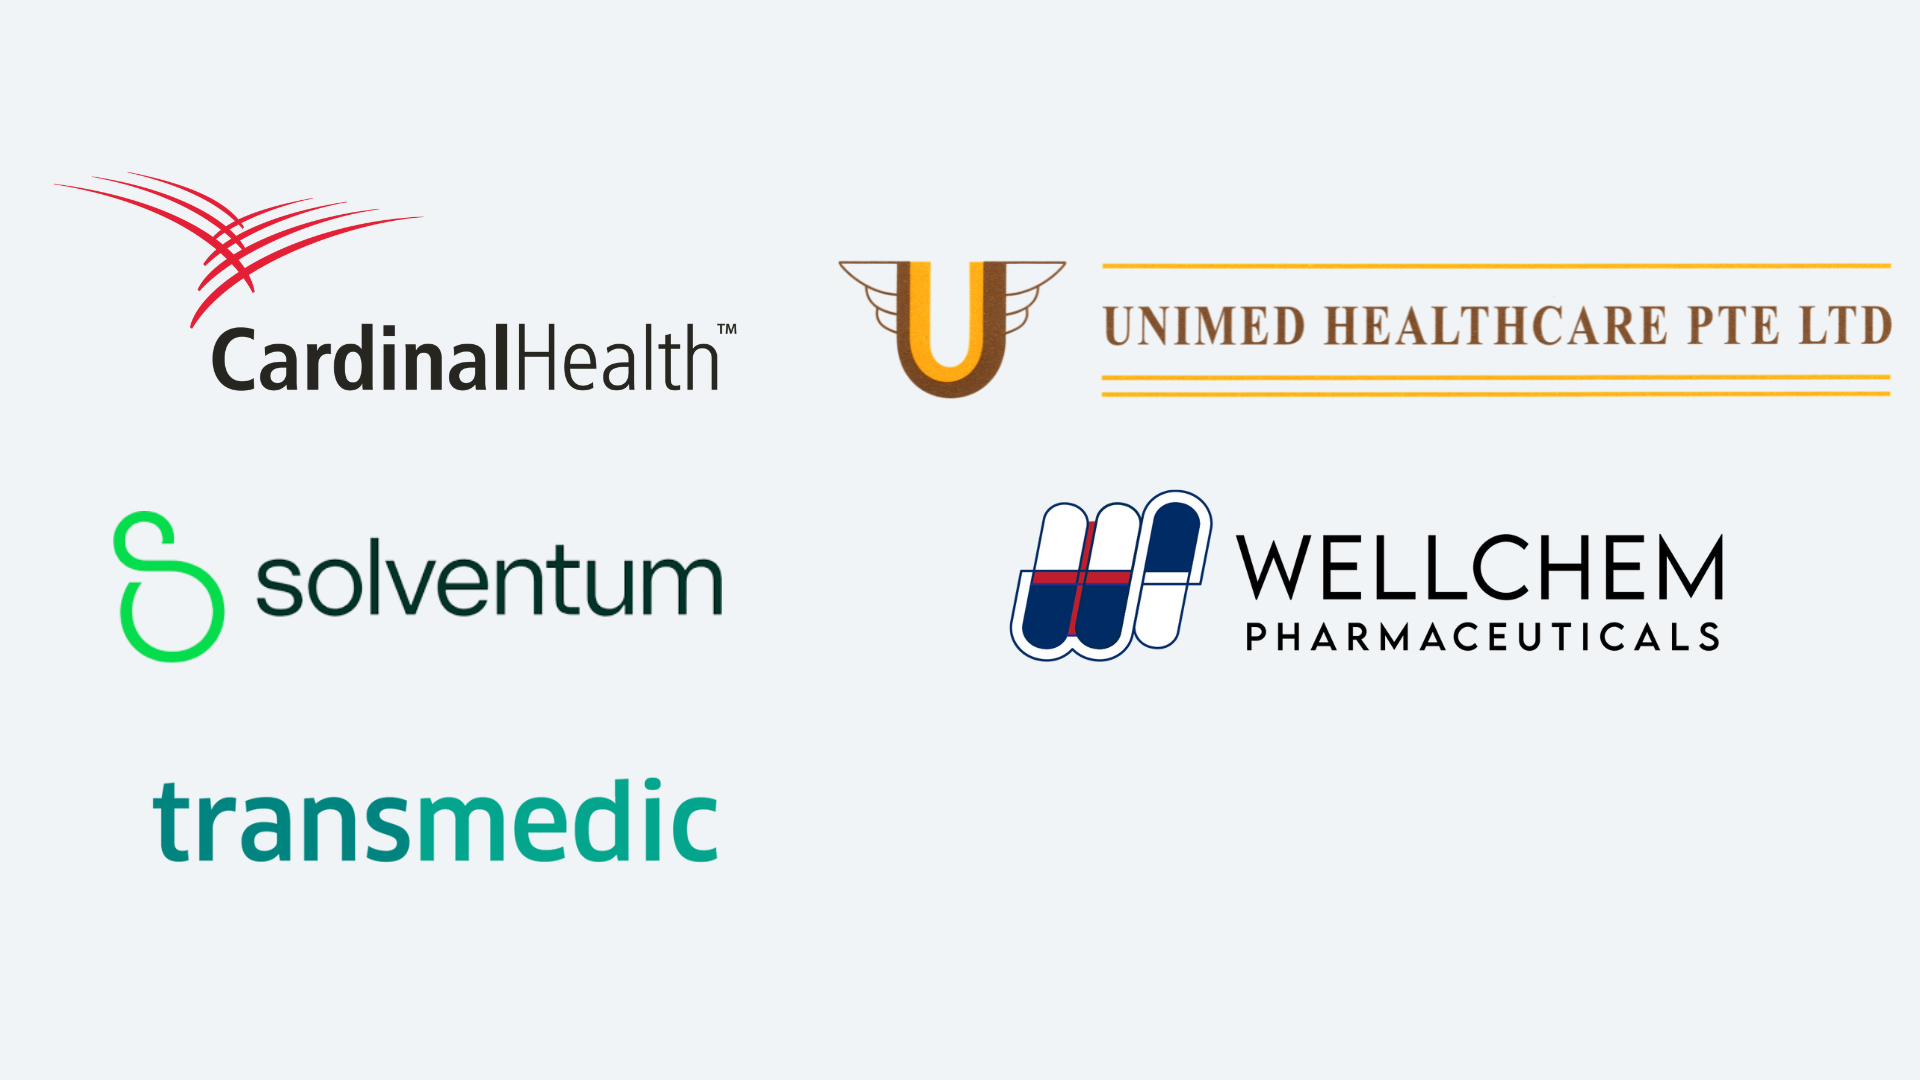 CardinalHealth™
UNIMED HEALTHCARE PTE LTD
solventum
WELLCHEM
PHARMACEUTICALS
transmedic